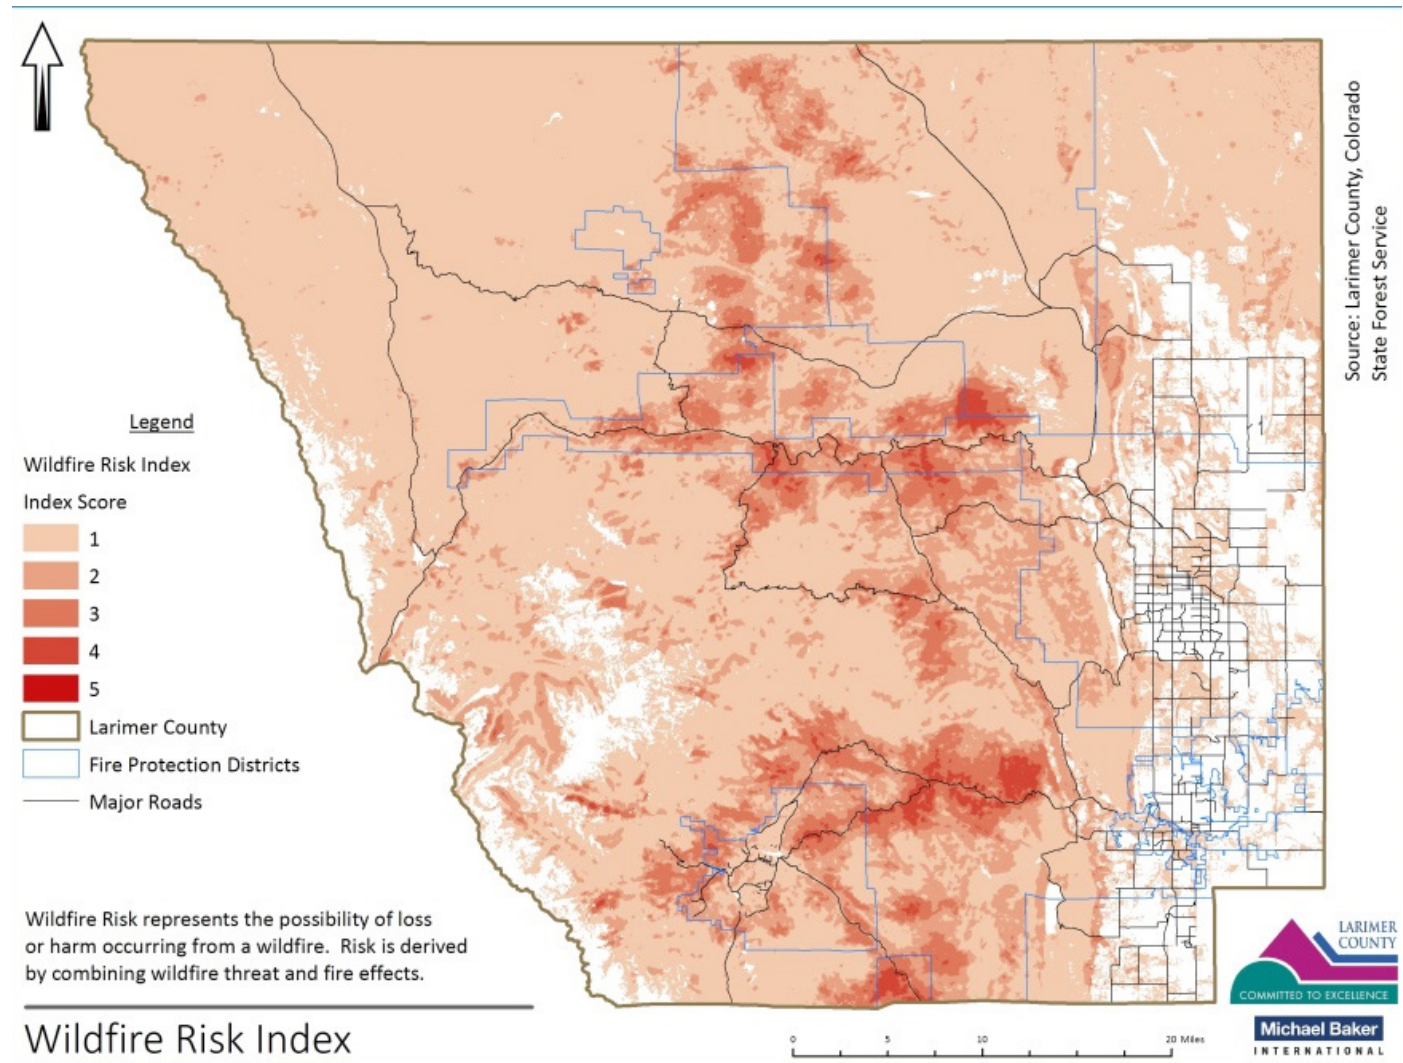 Source: Larimer County, Colorado
State Forest Service
Legend
Wildfire Risk Index
Index Score
1
2
3
4
5
Larimer County
Fire Protection Districts
Major Roads
Wildfire Risk represents the possibility of loss
or harm occurring from a wildfire. Risk is derived
by combining wildfire threat and fire effects.
Wildfire Risk Index
0 5 10 20 Miles
LARIMER
COUNTY
COMMITTED TO EXCELLENCE
Michael Baker
INTERNATIONAL